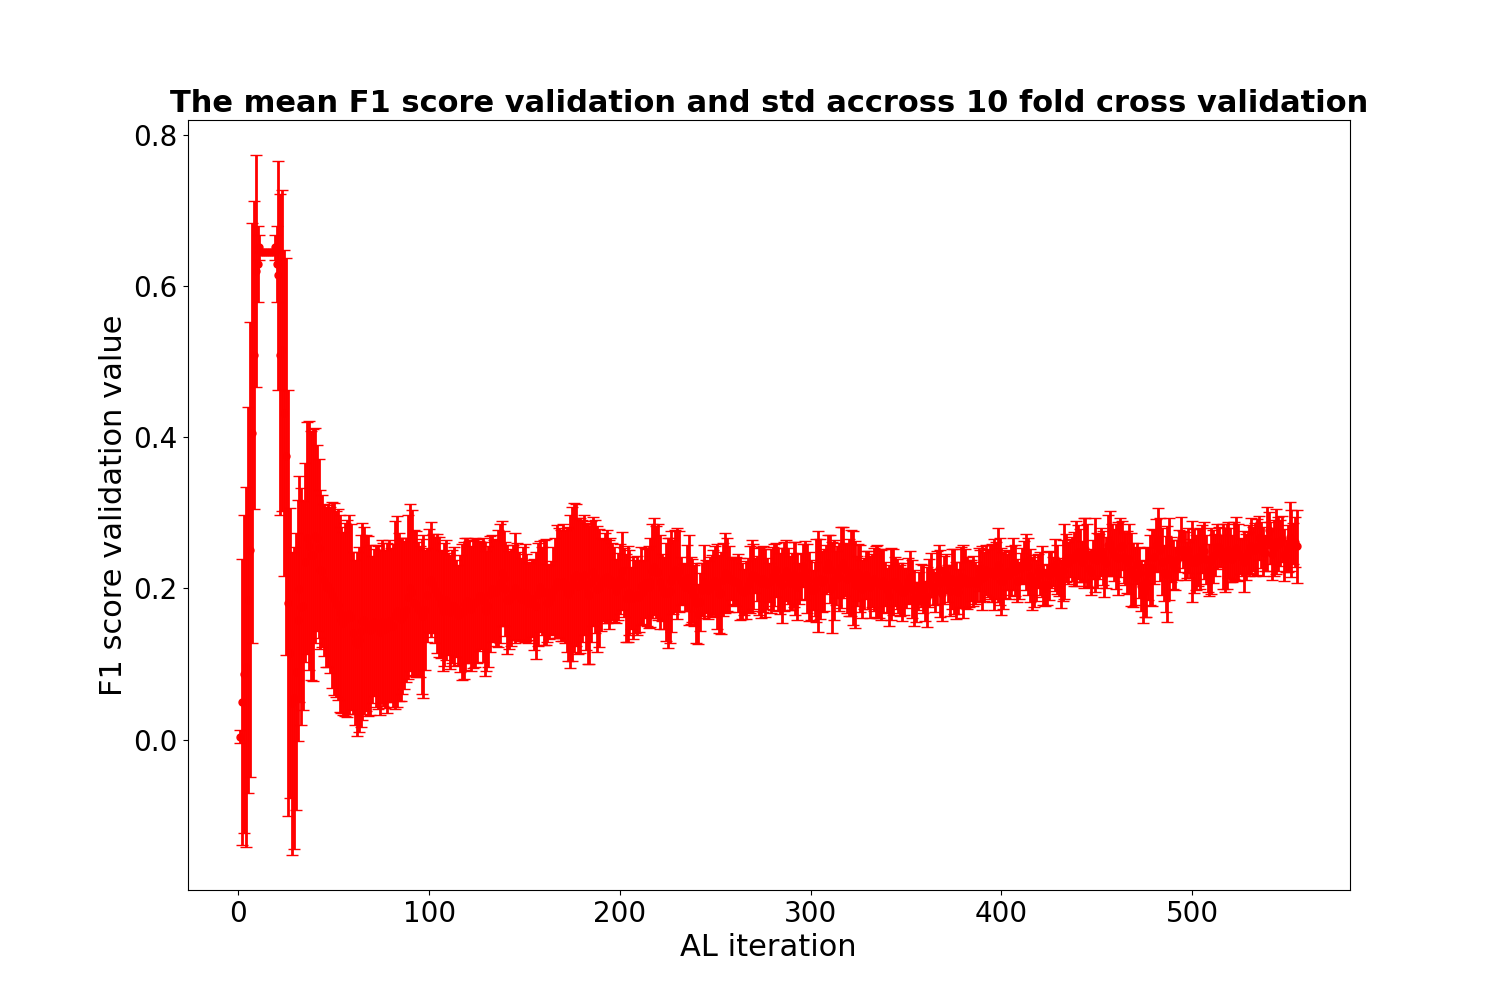 The mean F1 score validation and std accross 10 fold cross validation
0.8
0.6
0.4
0.2
0.0
F1 score validation value
0 100 200 300 400 500
AL iteration